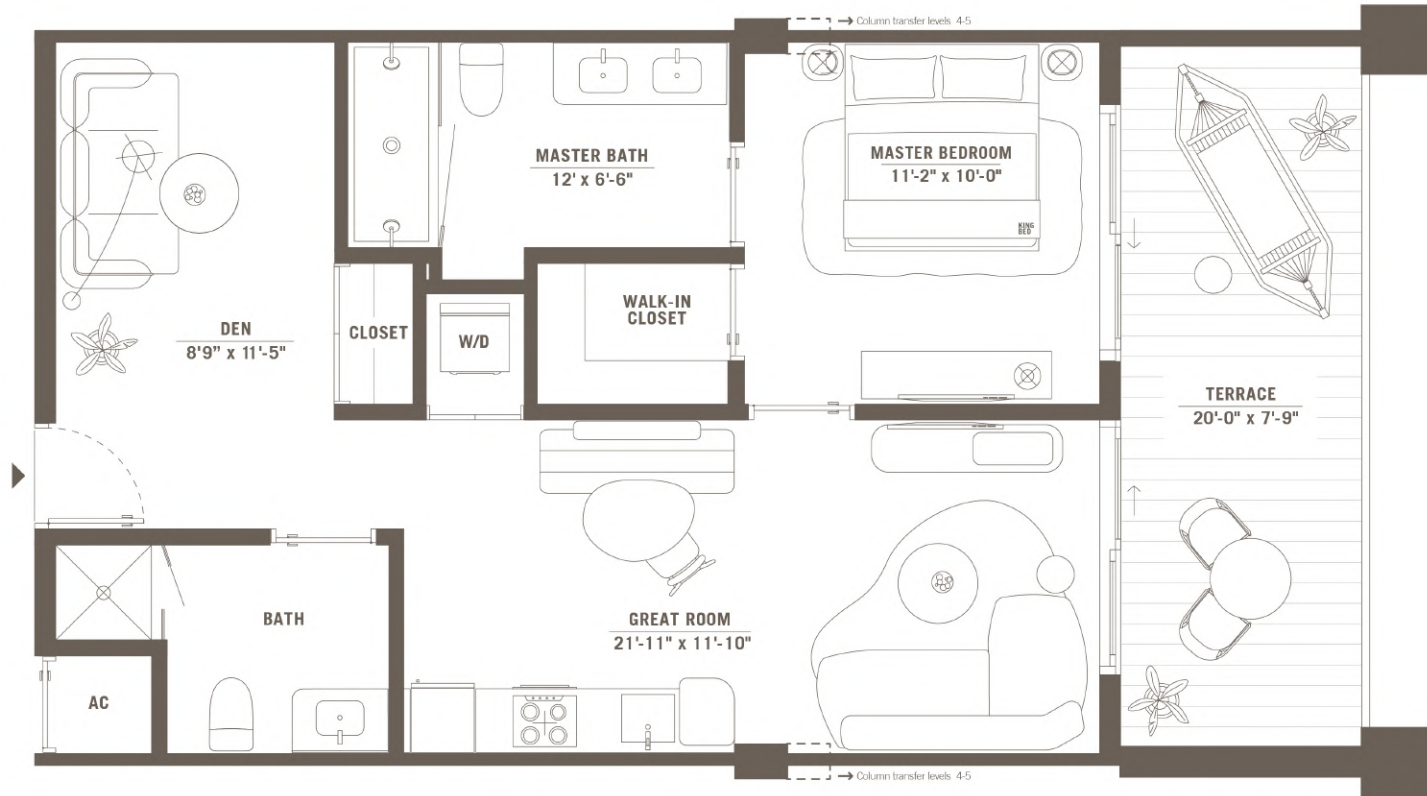 Column transfer levels 4-5
MASTER BATH
12' x 6'-6"
MASTER BEDROOM
11'-2" x 10'-0"
KING
BED
DEN
8'9” x 11'-5"
CLOSET
W/D
WALK-IN
CLOSET
TERRACE
20'-0" x 7'-9"
BATH
GREAT ROOM
21'-11" x 11'-10"
AC
Column transfer levels 4-5